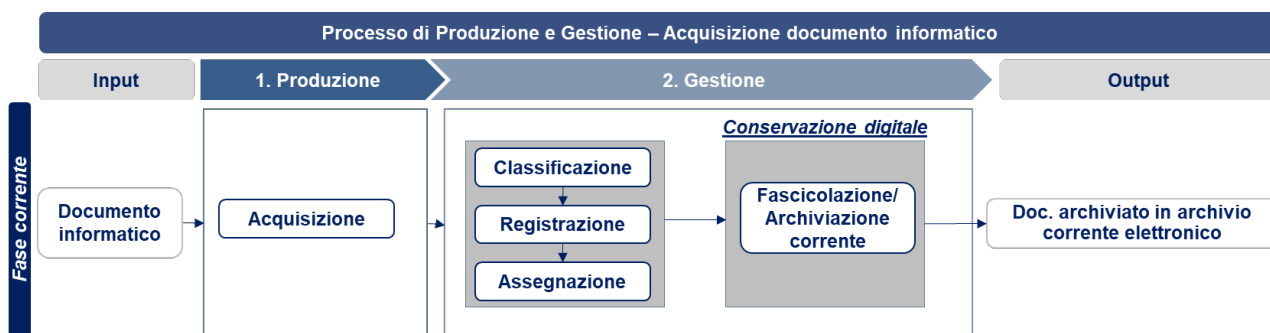 Processo di Produzione e Gestione – Acquisizione documento informatico
Input
1. Produzione
2. Gestione
Output
Fase corrente
Documento
informatico
Acquisizione
Classificazione
Registrazione
Assegnazione
Conservazione digitale
Fascicolazione/
Archiviazione
corrente
Doc. archiviato in archivio
corrente elettronico